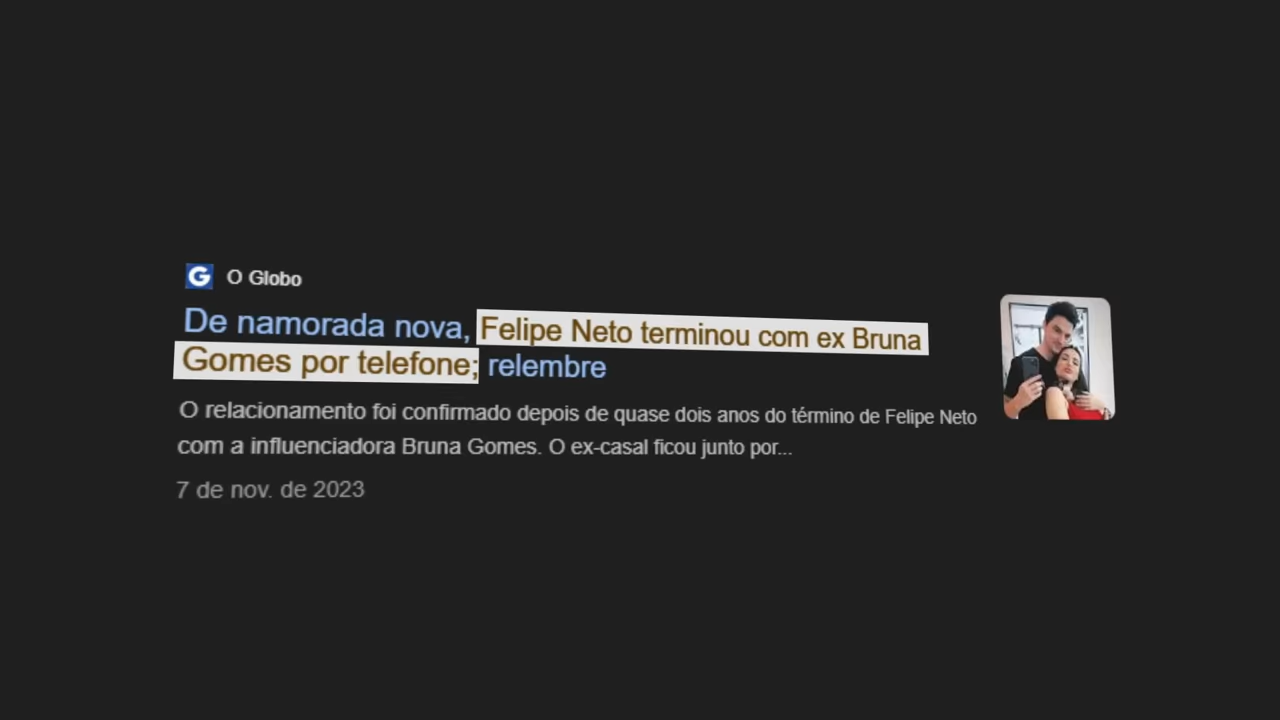 G O Globo
De namorada nova, Felipe Neto terminou com ex Bruna
Gomes por telefone; relembre
O relacionamento foi confirmado depois de quase dois anos do término de Felipe Neto
com a influenciadora Bruna Gomes. O ex-casal ficou junto por...
7 de nov. de 2023